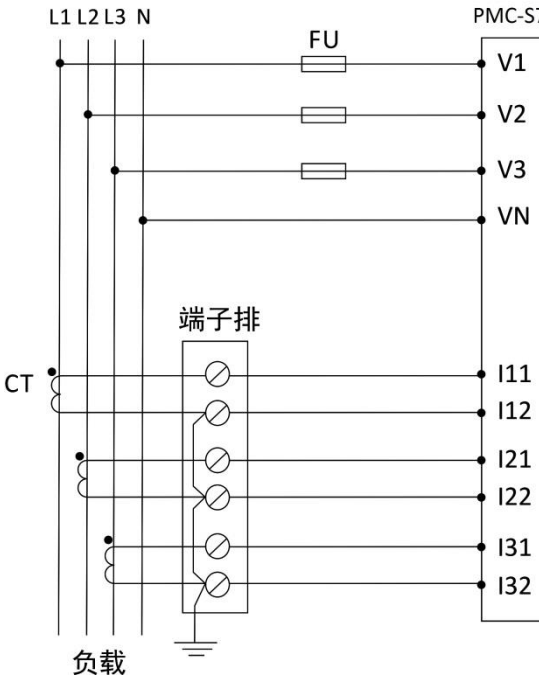 L1 L2 L3 N
PMC-S7
FU
V1
V2
V3
VN
端子排
CT
I11
I12
I21
I22
I31
I32
负载